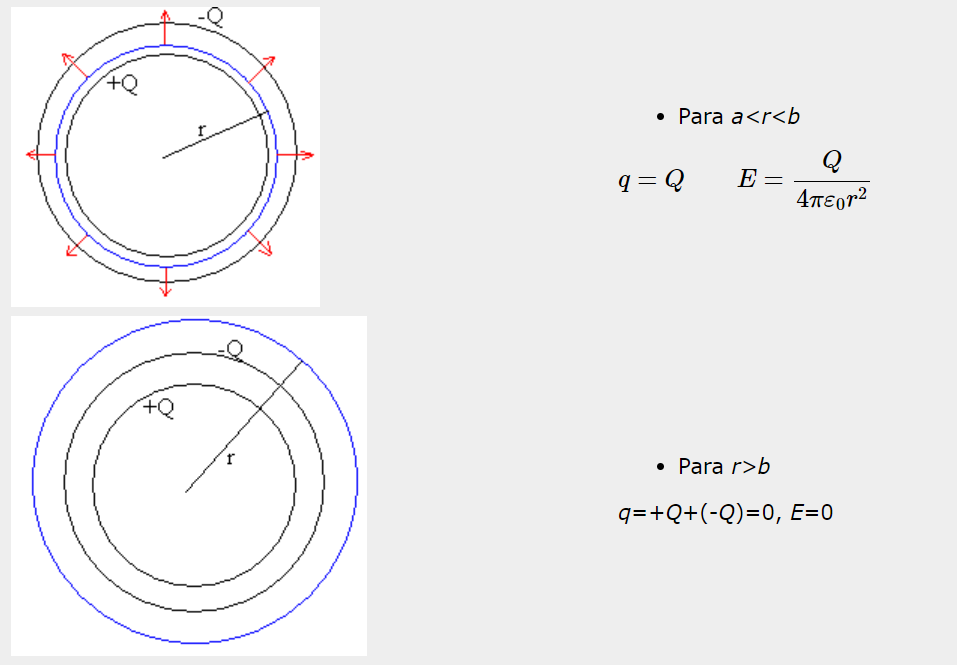 -Q
+Q
r
• Para a<r<b
q = Q E = Q/(4πε₀r²)
-Q
+Q
r
• Para r>b
q=+Q+(-Q)=0, E=0